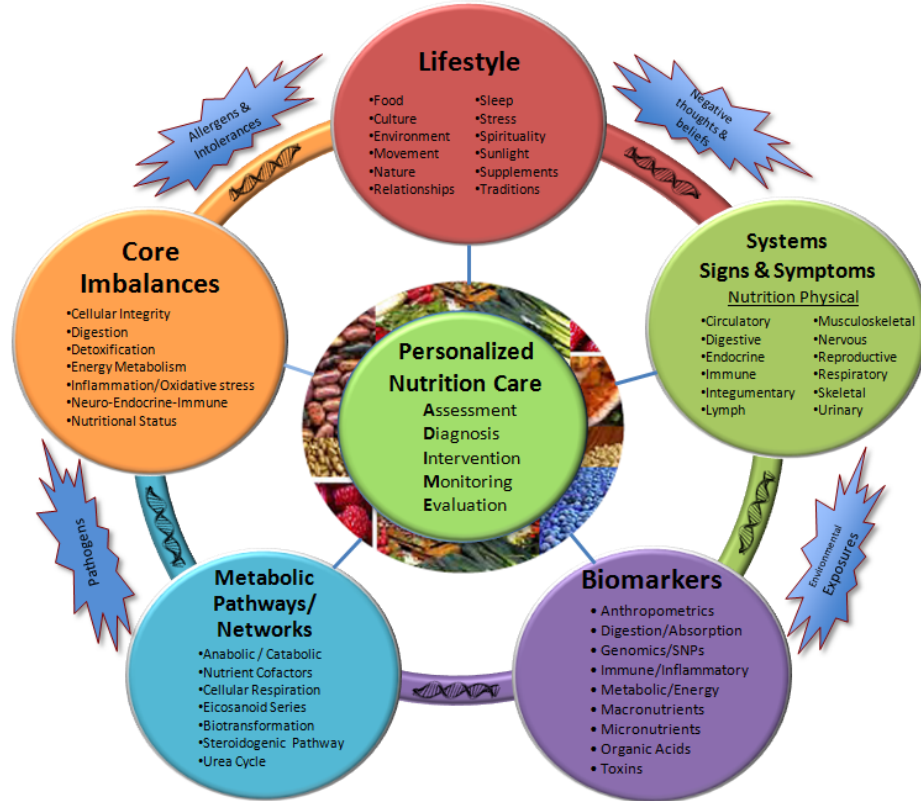 Lifestyle
•Food
•Culture
•Environment
•Movement
•Nature
•Relationships
•Sleep
•Stress
•Spirituality
•Sunlight
•Supplements
•Traditions
Allergens &
Intolerances
Negative
thoughts &
beliefs
Core
Imbalances
•Cellular Integrity
•Digestion
•Detoxification
•Energy Metabolism
•Inflammation/Oxidative stress
•Neuro-Endocrine-Immune
•Nutritional Status
Systems
Signs & Symptoms
Nutrition Physical
•Circulatory
•Digestive
•Endocrine
•Immune
•Integumentary
•Lymph
•Musculoskeletal
•Nervous
•Reproductive
•Respiratory
•Skeletal
•Urinary
Personalized
Nutrition Care
Assessment
Diagnosis
Intervention
Monitoring
Evaluation
Pathogens
Environmental
Exposures
Metabolic
Pathways/
Networks
•Anabolic / Catabolic
•Nutrient Cofactors
•Cellular Respiration
•Eicosanoid Series
•Biotransformation
•Steroidogenic Pathway
•Urea Cycle
Biomarkers
• Anthropometrics
• Digestion/Absorption
• Genomics/SNPs
• Immune/Inflammatory
• Metabolic/Energy
• Macronutrients
• Micronutrients
• Organic Acids
• Toxins